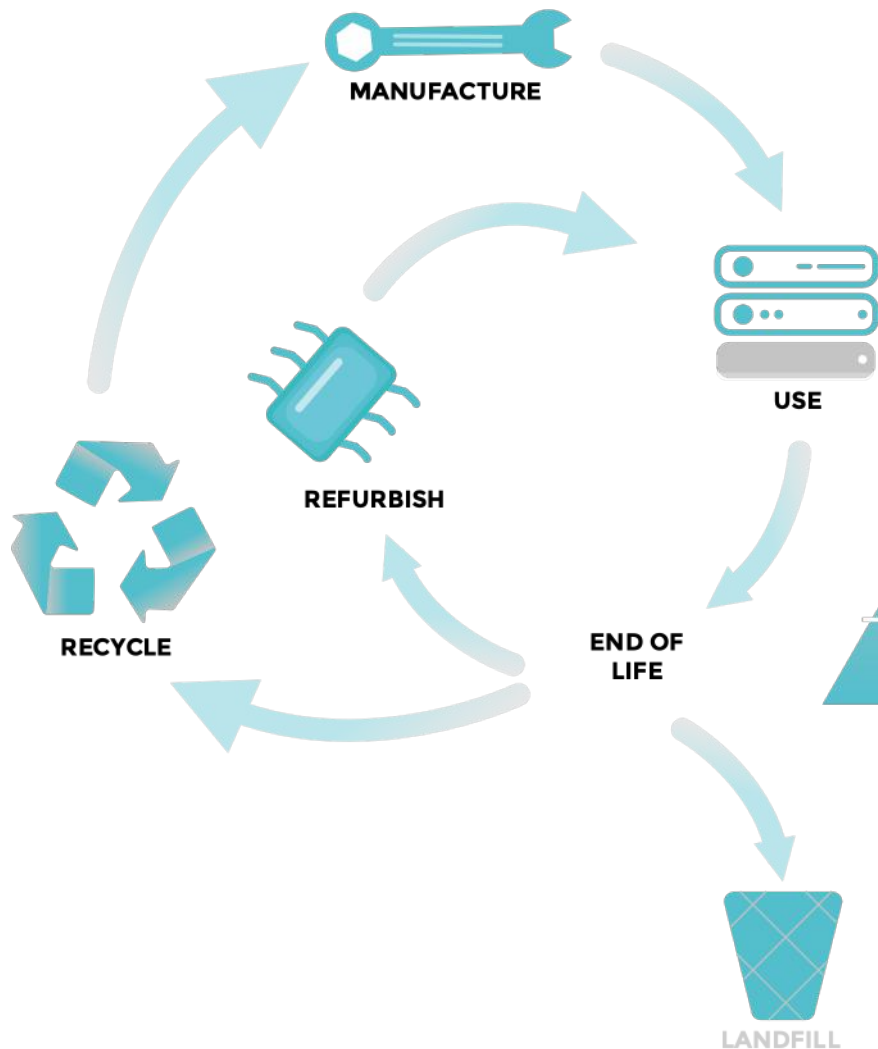 MANUFACTURE
USE
REFURBISH
RECYCLE
END OF
LIFE
LANDFILL